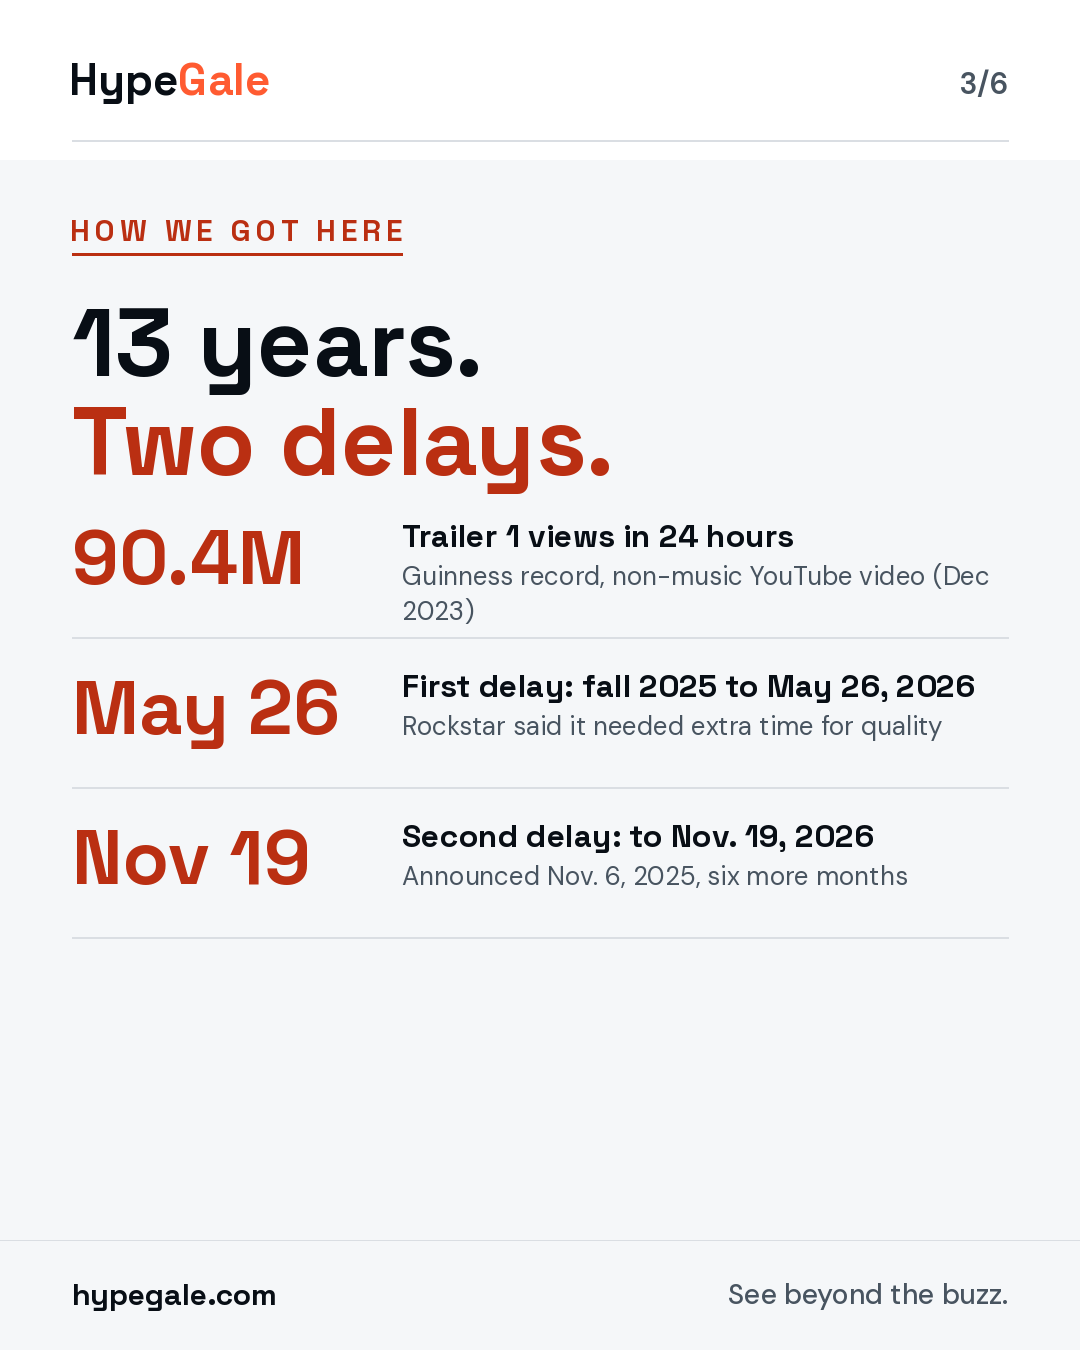 HypeGale
3/6
HOW WE GOT HERE
13 years.
Two delays.
90.4M
Trailer 1 views in 24 hours
Guinness record, non-music YouTube video (Dec
2023)
May 26
First delay: fall 2025 to May 26, 2026
Rockstar said it needed extra time for quality
Nov 19
Second delay: to Nov. 19, 2026
Announced Nov. 6, 2025, six more months
hypegale.com
See beyond the buzz.